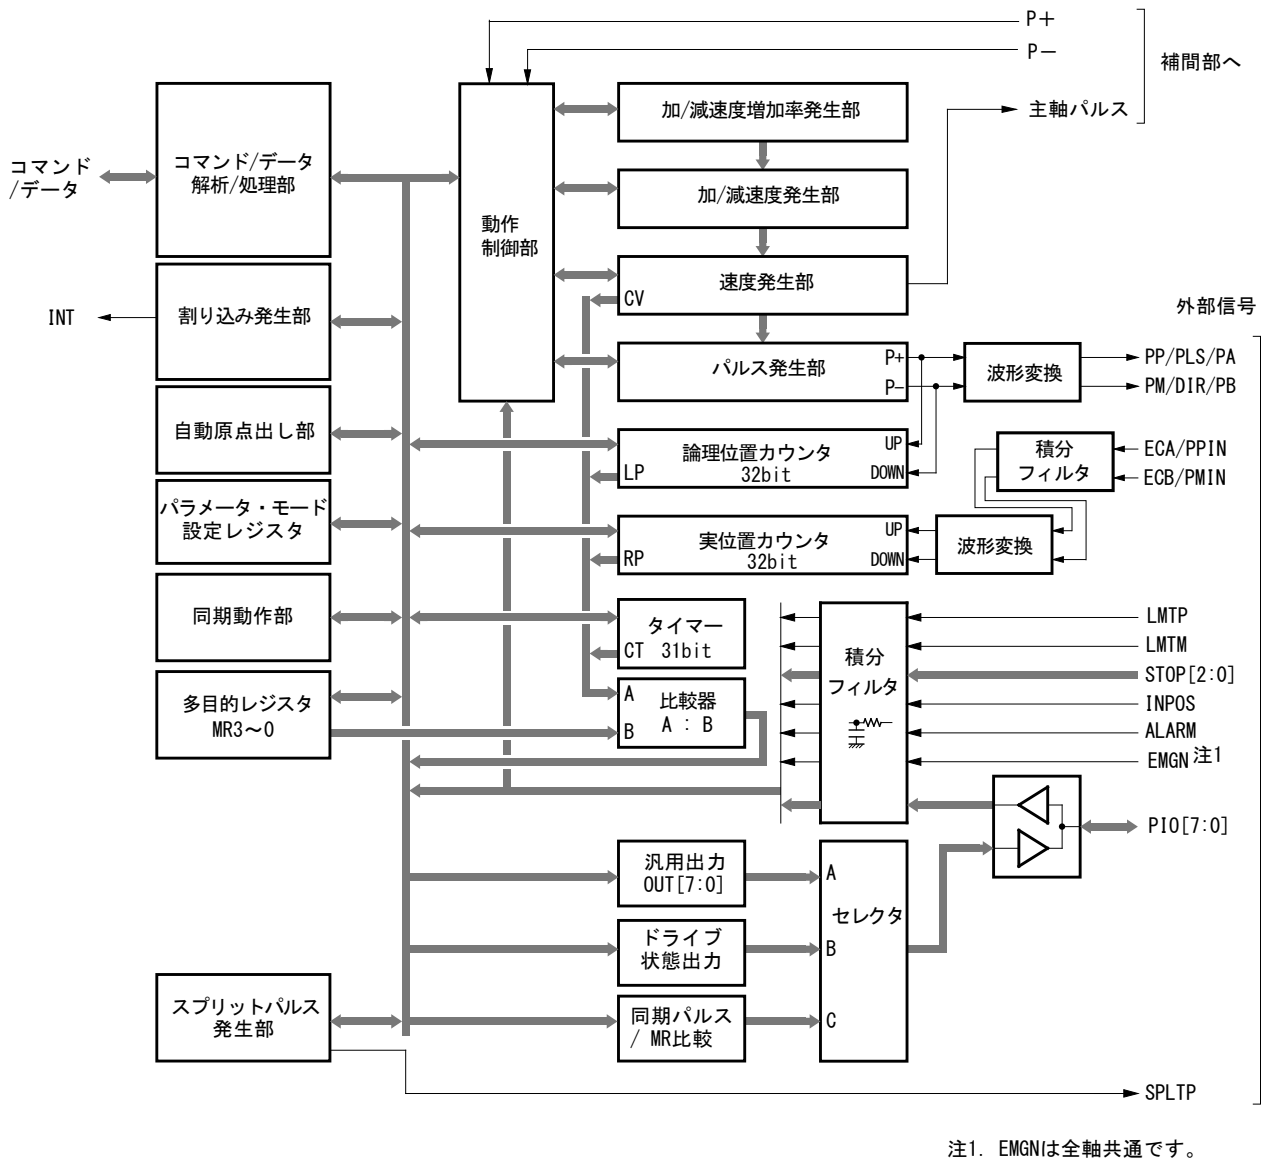 P+
P-
補間部へ
主軸パルス
コマンド
/データ
コマンド/データ
解析/処理部
動作
制御部
加/減速度増加率発生部
加/減速度発生部
速度発生部
CV
INT
割り込み発生部
外部信号
パルス発生部
P+
P-
波形変換
PP/PLS/PA
PM/DIR/PB
自動原点出し部
論理位置カウンタ
32bit
UP
DOWN
LP
積分
フィルタ
ECA/PPIN
ECB/PMIN
パラメータ・モード
設定レジスタ
実位置カウンタ
32bit
UP
DOWN
RP
波形変換
同期動作部
タイマー
CT 31bit
積分
フィルタ
LMTP
LMTM
STOP[2:0]
INPOS
ALARM
EMGN 注1
多目的レジスタ
MR3～0
A
B
比較器
A : B
PIO[7:0]
汎用出力
OUT[7:0]
A
セレクタ
B
C
ドライブ
状態出力
スプリットパルス
発生部
同期パルス
/ MR比較
SPLTP
注1. EMGNは全軸共通です。